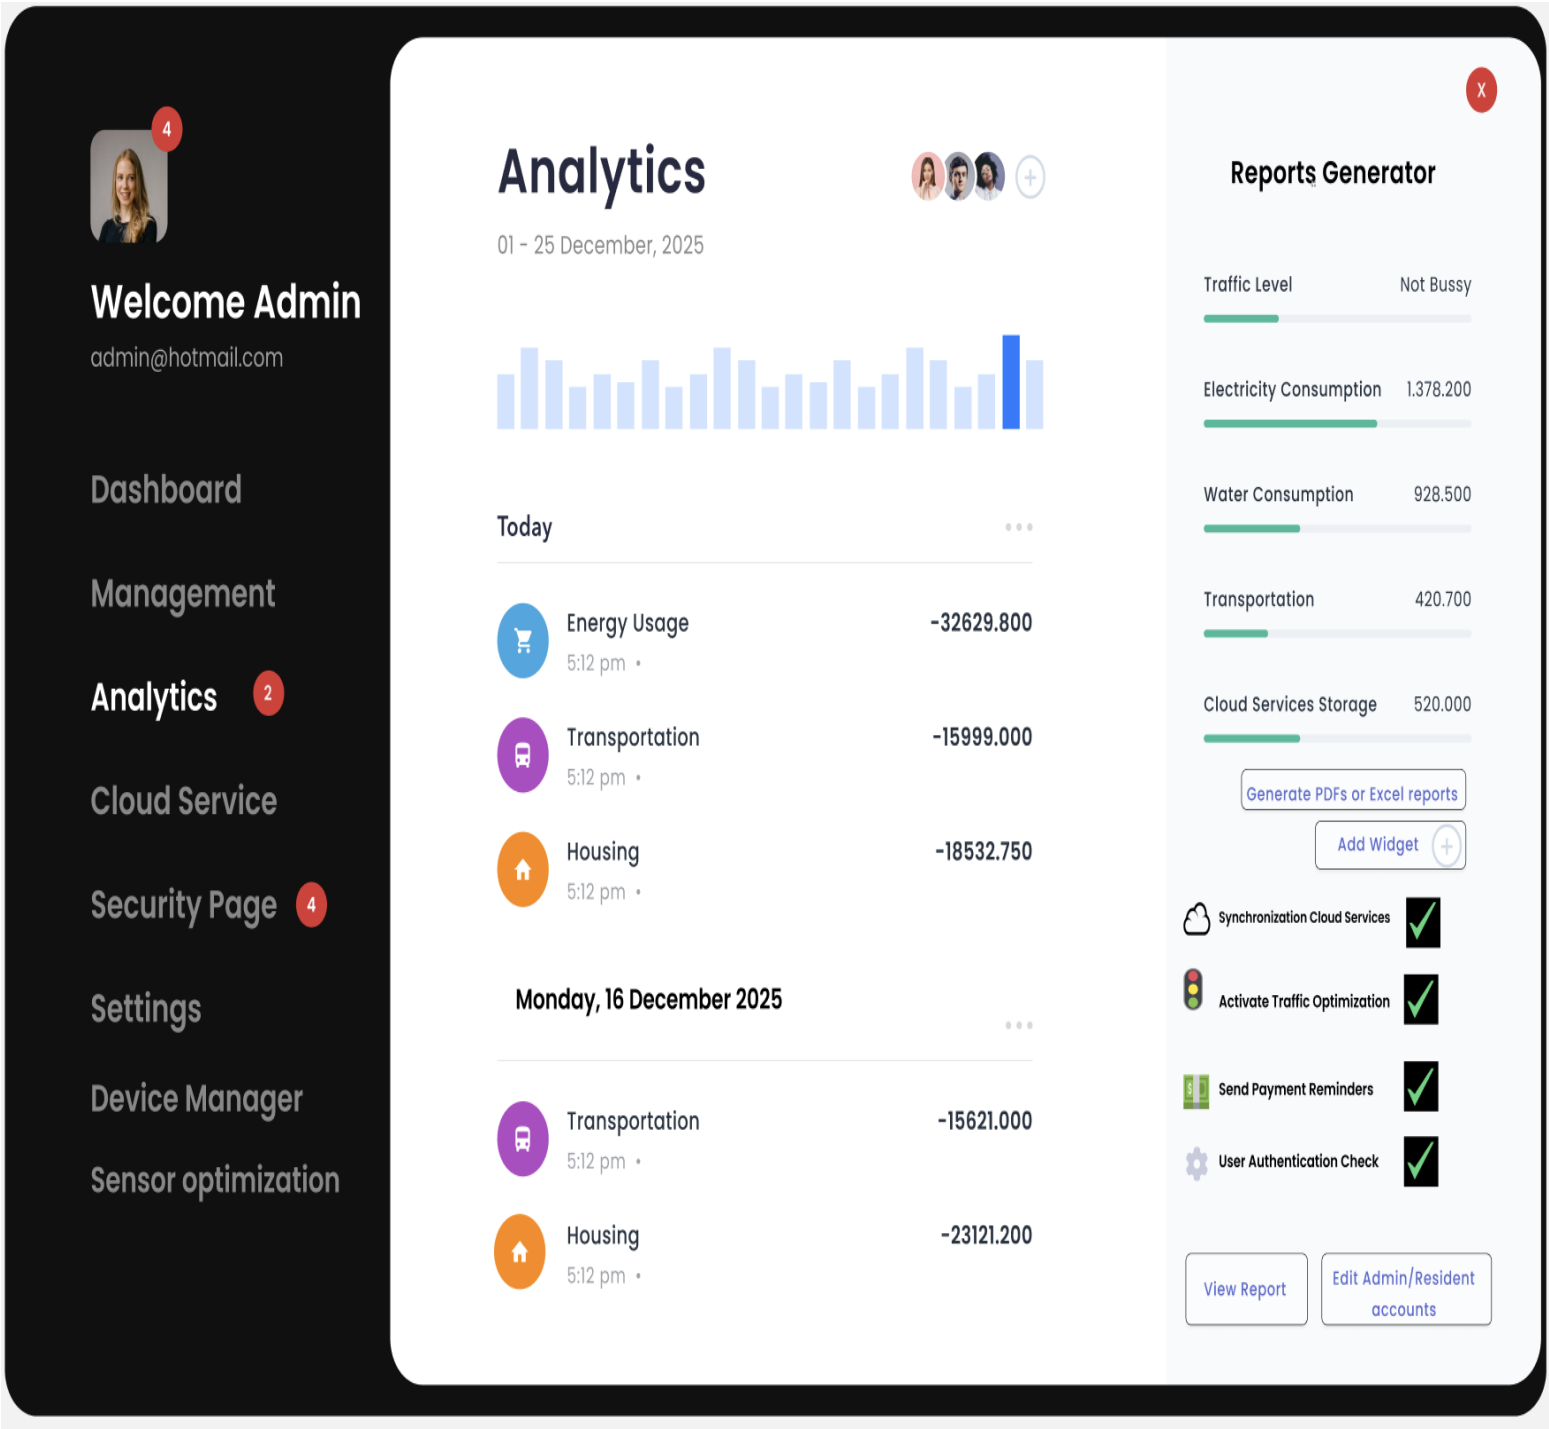 4
Welcome Admin
admin@hotmail.com
Dashboard
Management
Analytics 2
Cloud Service
Security Page 4
Settings
Device Manager
Sensor optimization
Analytics
01 - 25 December, 2025
Today
Energy Usage -32629.800
5:12 pm •
Transportation -15999.000
5:12 pm •
Housing -18532.750
5:12 pm •
Monday, 16 December 2025
Transportation -15621.000
5:12 pm •
Housing -23121.200
5:12 pm •
X
Reports Generator
Traffic Level Not Bussy
Electricity Consumption 1.378.200
Water Consumption 928.500
Transportation 420.700
Cloud Services Storage 520.000
Generate PDFs or Excel reports
Add Widget +
Synchronization Cloud Services
Activate Traffic Optimization
Send Payment Reminders
User Authentication Check
View Report
Edit Admin/Resident
accounts